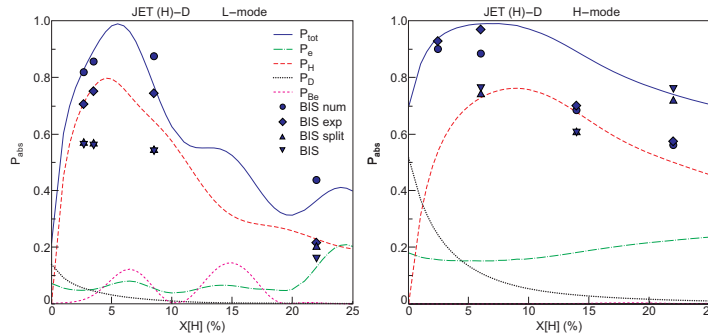 JET (H)-D L-mode
P_tot
P_e
P_H
P_D
P_Be
BIS num
BIS exp
BIS split
BIS
P_abs
1.0
0.8
0.6
0.4
0.2
0
0 5 10 15 20 25
X[H] (%)
JET (H)-D H-mode
P_abs
1.0
0.8
0.6
0.4
0.2
0
0 5 10 15 20 25
X[H] (%)